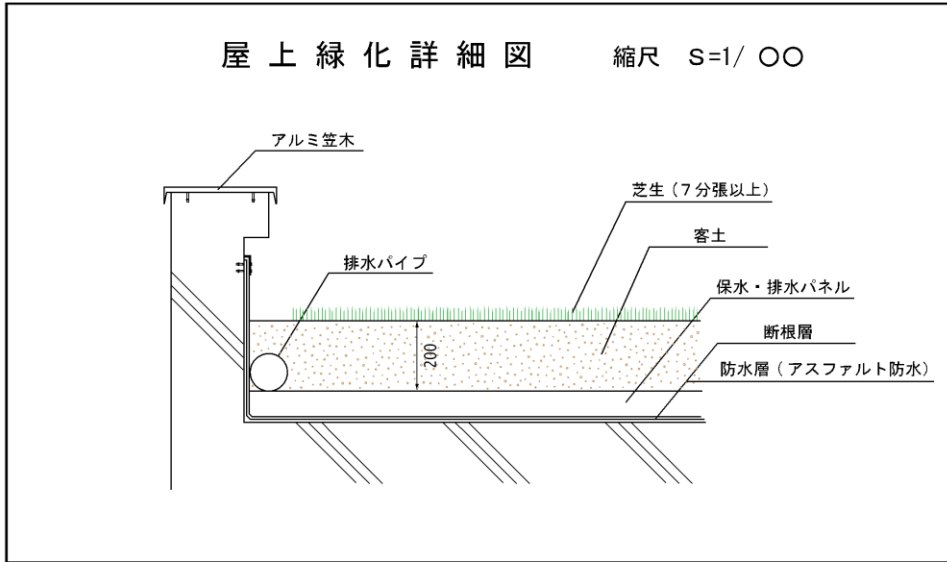 屋上緑化詳細図 縮尺 S=1/ ○○
アルミ笠木
芝生(7分張以上)
客土
排水パイプ
保水・排水パネル
断根層
防水層(アスファルト防水)
200